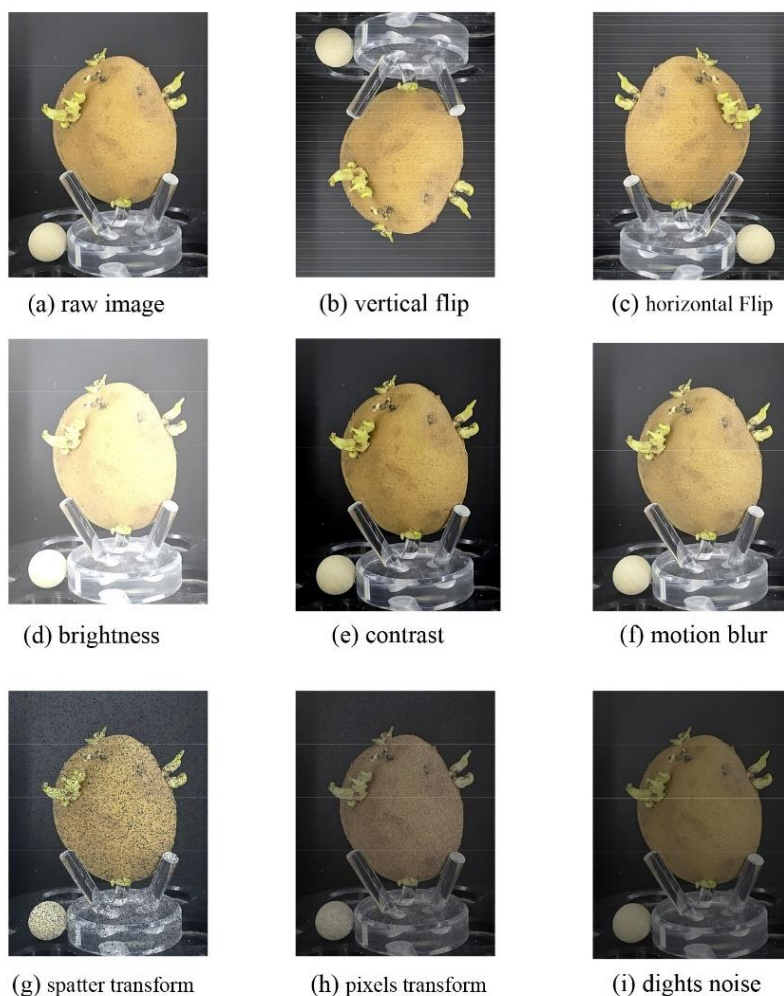 (a) raw image
(b) vertical flip
(c) horizontal Flip
(d) brightness
(e) contrast
(f) motion blur
(g) spatter transform
(h) pixels transform
(i) dights noise